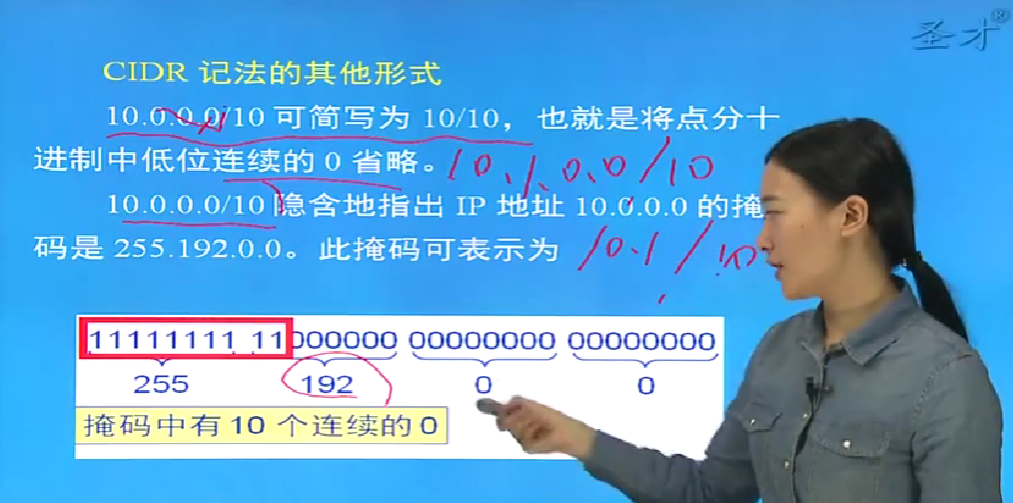 圣才®
CIDR 记法的其他形式
10.0.0.0/10 可简写为 10/10，也就是将点分十
进制中低位连续的 0 省略。10.1.0.0/10
10.0.0.0/10 隐含地指出 IP 地址 10.0.0.0 的掩
码是 255.192.0.0。此掩码可表示为 10.1/10
11111111 11000000 00000000 00000000
255 192 0 0
掩码中有 10 个连续的 0